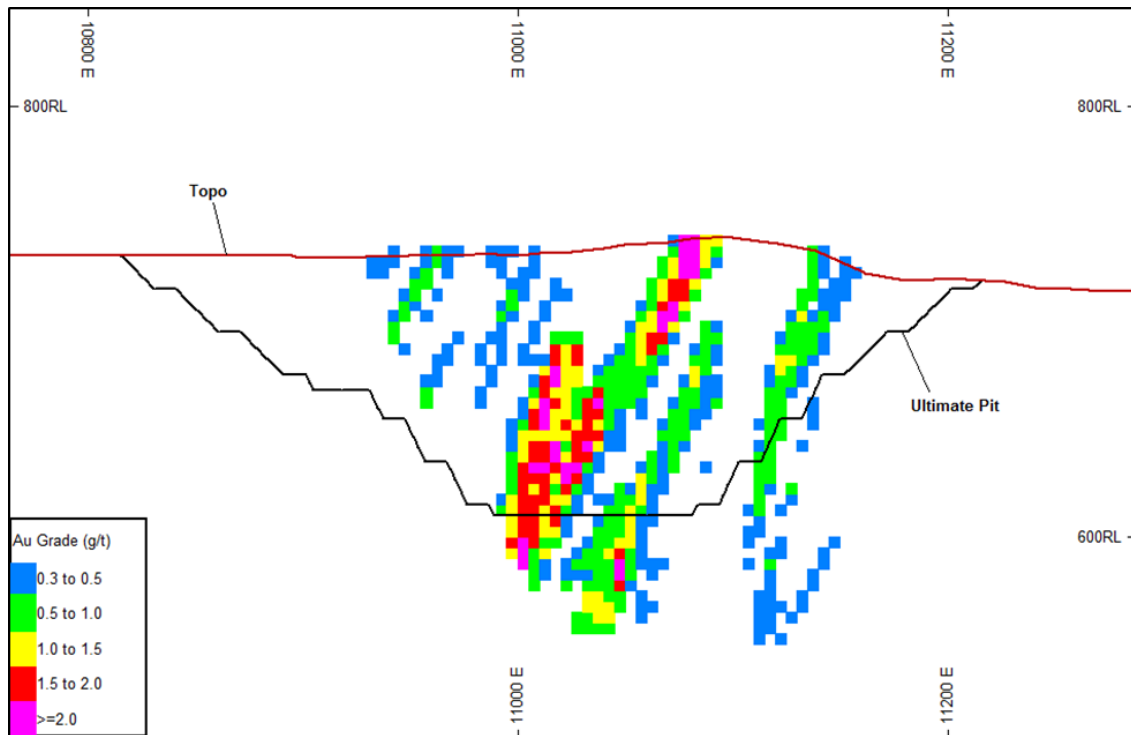 10800 E
11000 E
11200 E
800RL
800RL
Topo
Ultimate Pit
600RL
Au Grade (g/t)
0.3 to 0.5
0.5 to 1.0
1.0 to 1.5
1.5 to 2.0
>=2.0
11000 E
11200 E